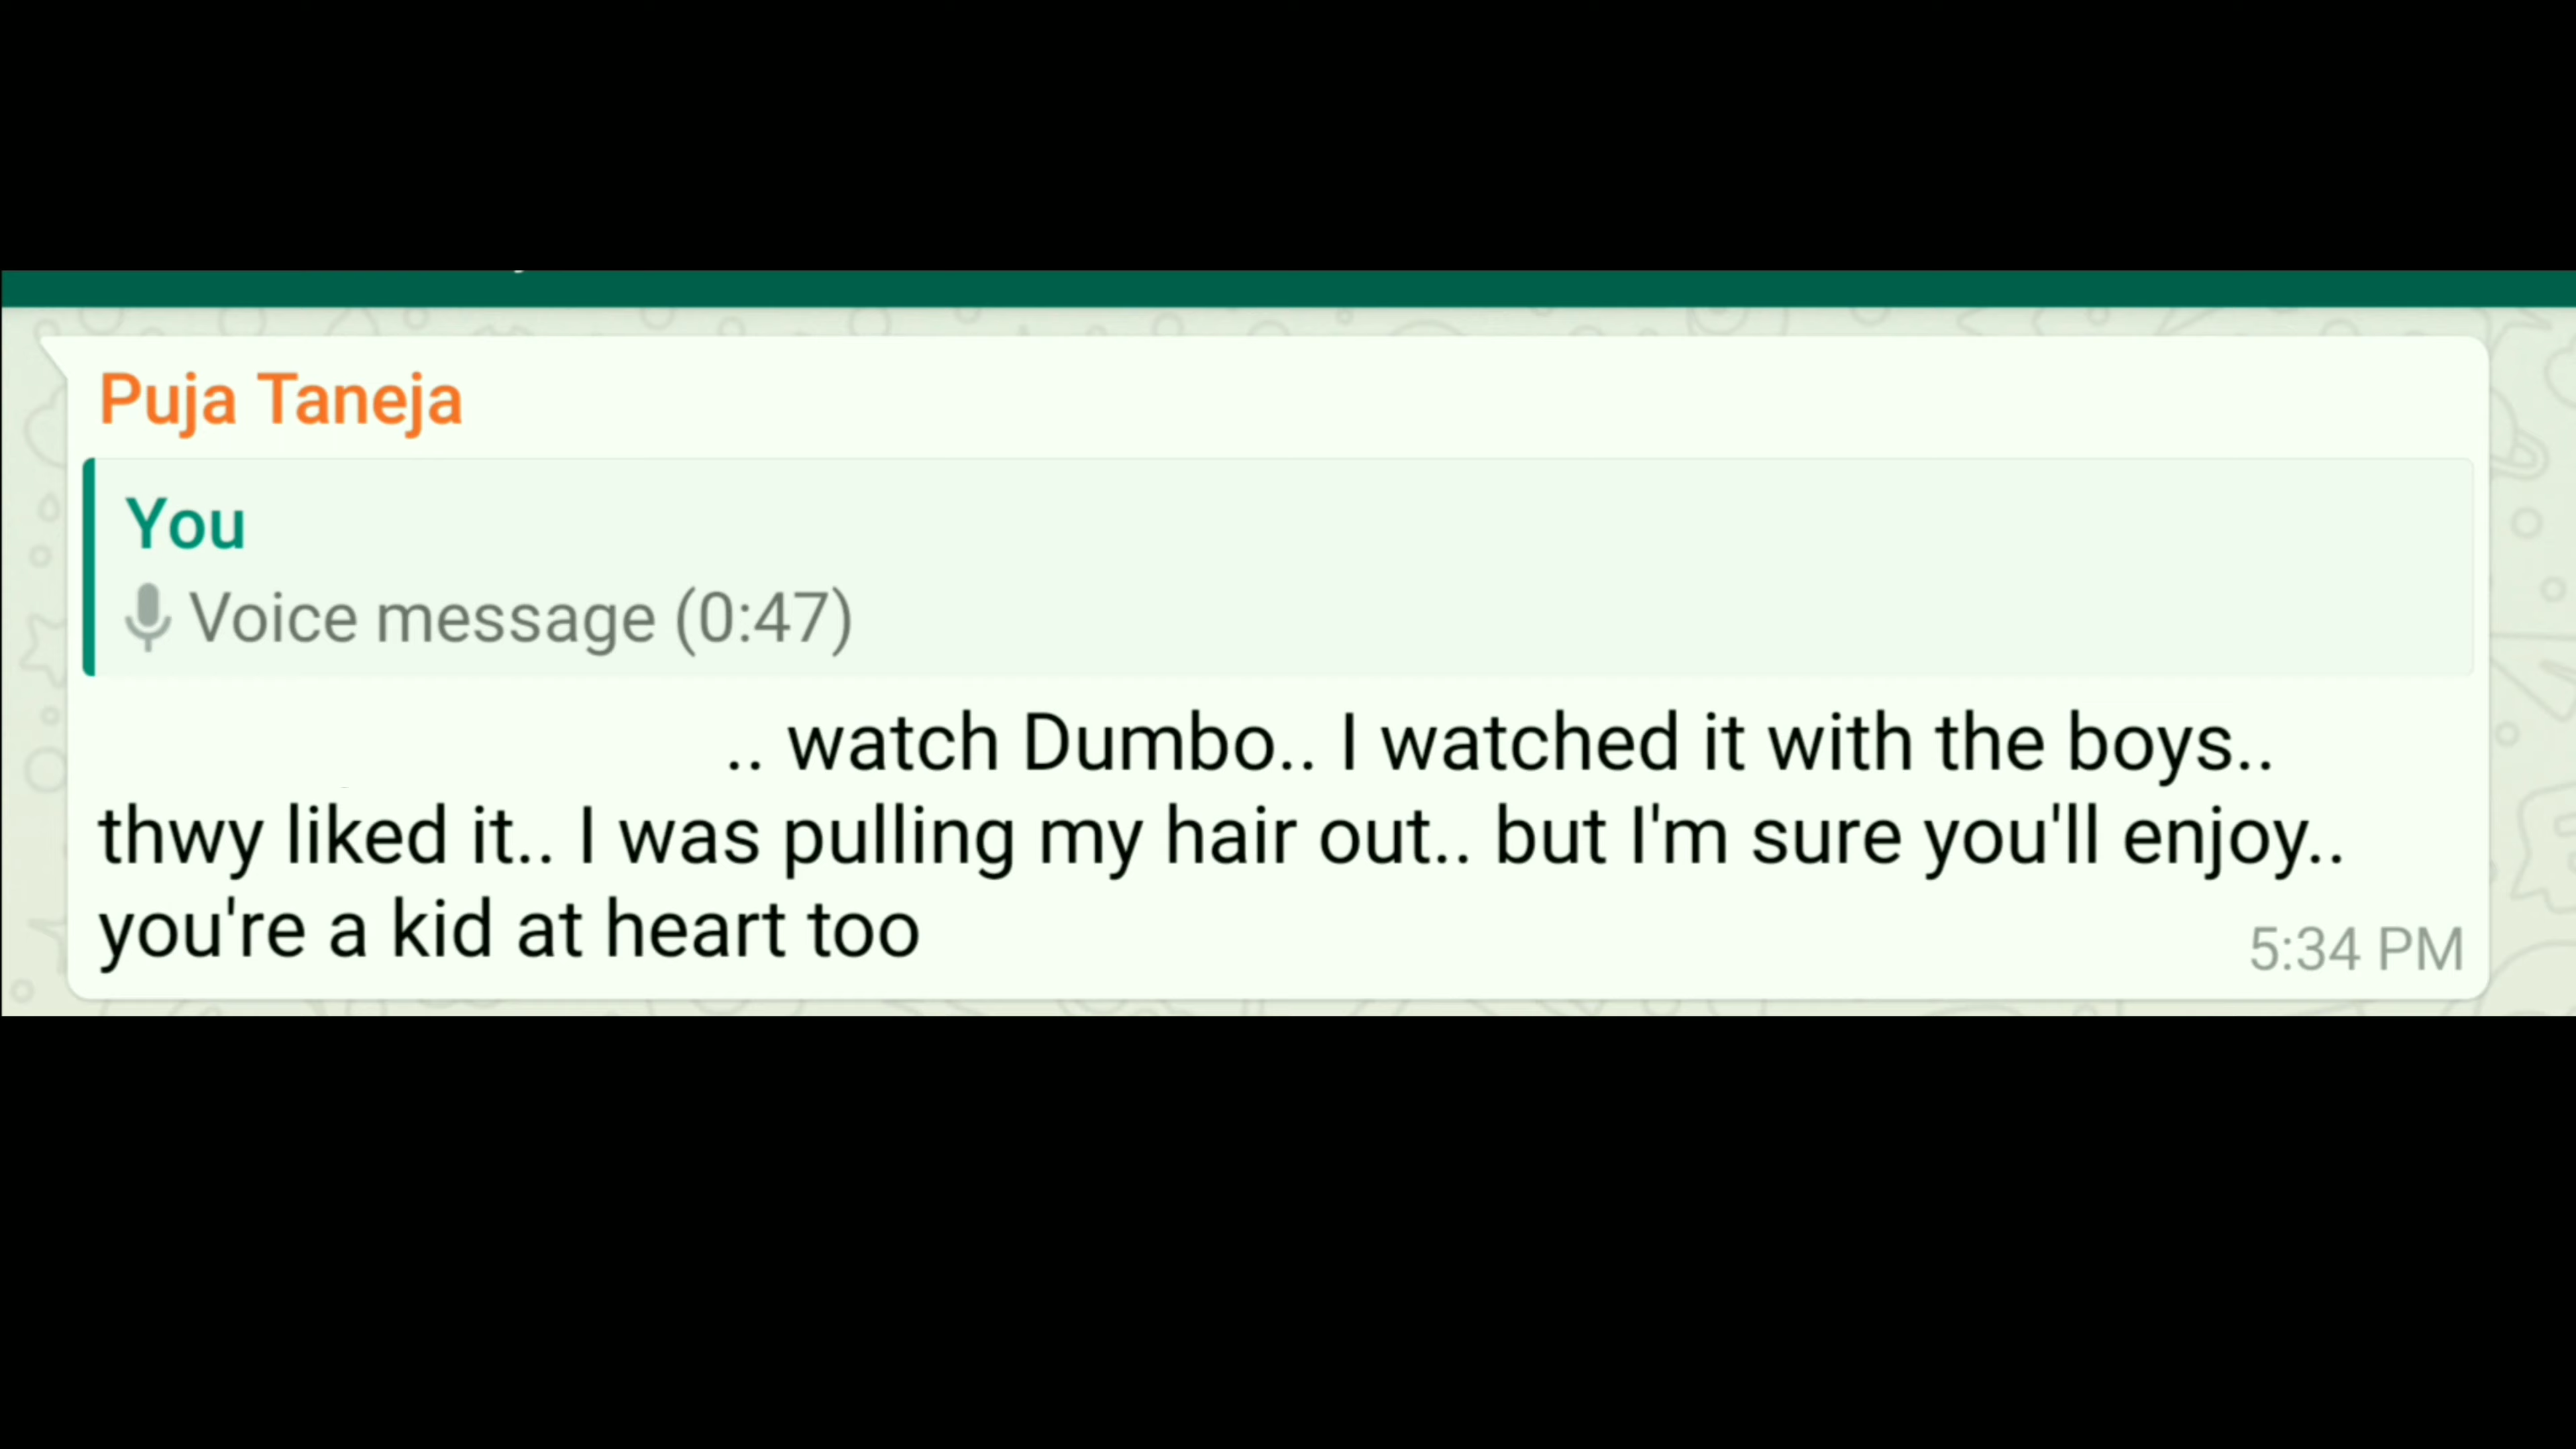 Puja Taneja
You
Voice message (0:47)
.. watch Dumbo.. I watched it with the boys..
thwy liked it.. I was pulling my hair out.. but I'm sure you'll enjoy..
you're a kid at heart too
5:34 PM